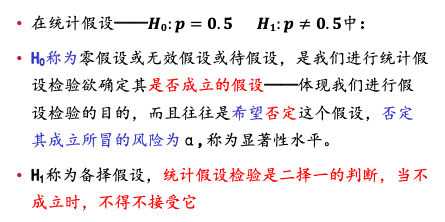 • 在统计假设——H₀: p = 0.5 H₁: p ≠ 0.5中：
• H₀称为零假设或无效假设或待假设，是我们进行统计假
设检验欲确定其是否成立的假设——体现我们进行假
设检验的目的，而且往往是希望否定这个假设，否定
其成立所冒的风险为α,称为显著性水平。
• H₁称为备择假设，统计假设检验是二择一的判断，当不
成立时，不得不接受它